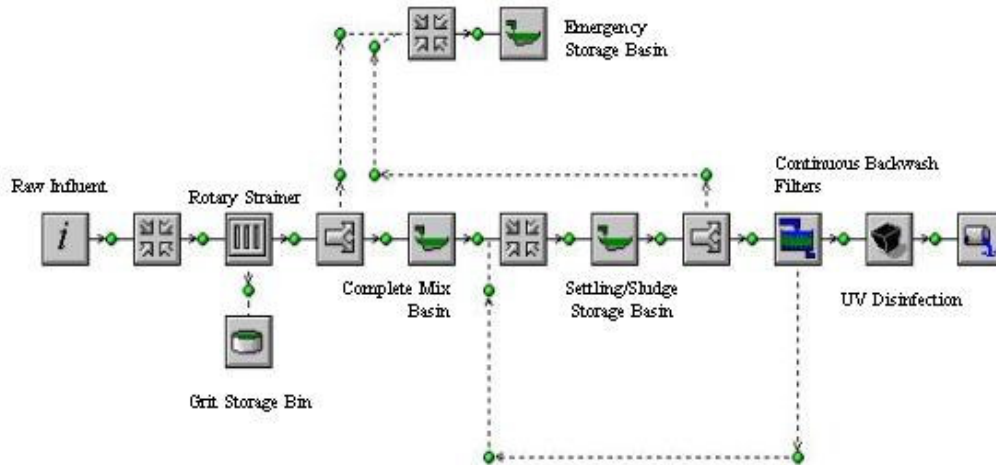 Emergency
Storage Basin
Continuous Backwash
Filters
Raw Influent
Rotary Strainer
i
Complete Mix
Basin
Settling/Sludge
Storage Basin
UV Disinfection
Grit Storage Bin